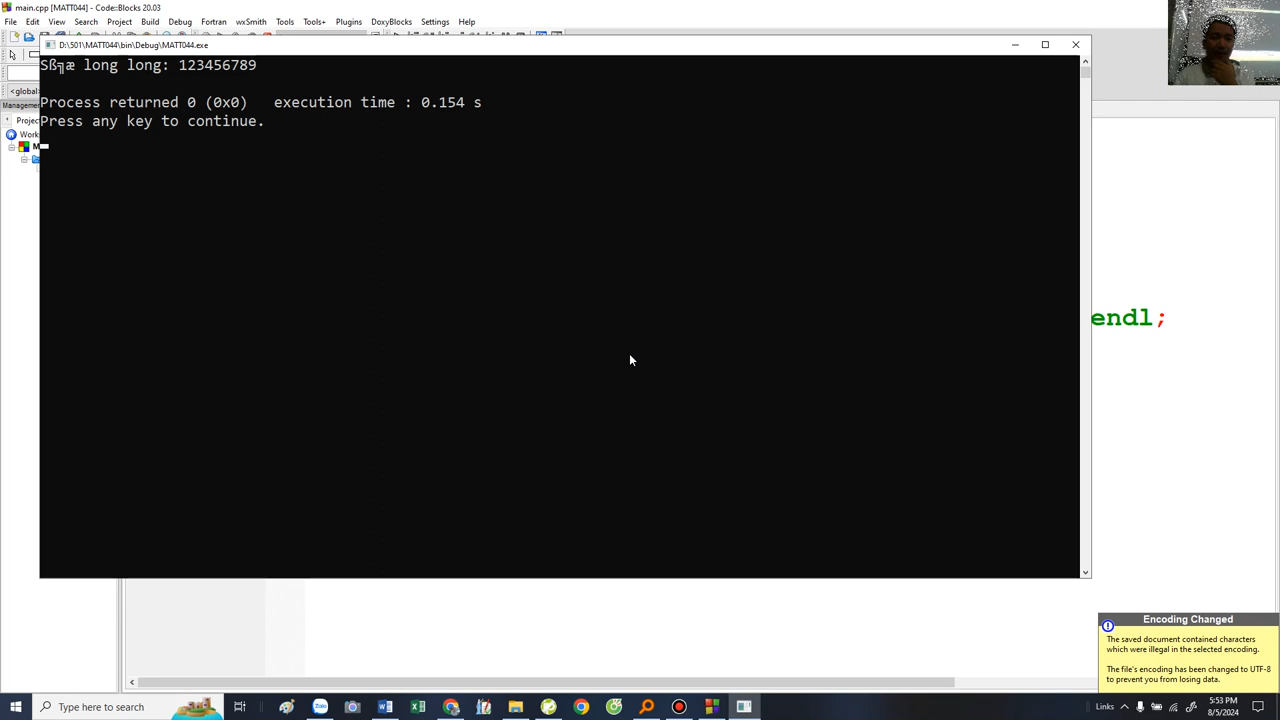 main.cpp [MATT044] - Code::Blocks 20.03
File Edit View Search Project Build Debug Fortran wxSmith Tools Tools+ Plugins DoxyBlocks Settings Help
D:\501\MATT044\bin\Debug\MATT044.exe
Sß╗æ long long: 123456789
<global>
Process returned 0 (0x0)   execution time : 0.154 s
Press any key to continue.
Management
endl;
Encoding Changed
The saved document contained characters
which were illegal in the selected encoding.
The file's encoding has been changed to UTF-8
to prevent you from losing data.
Type here to search
Zalo
Links
5:53 PM
8/5/2024